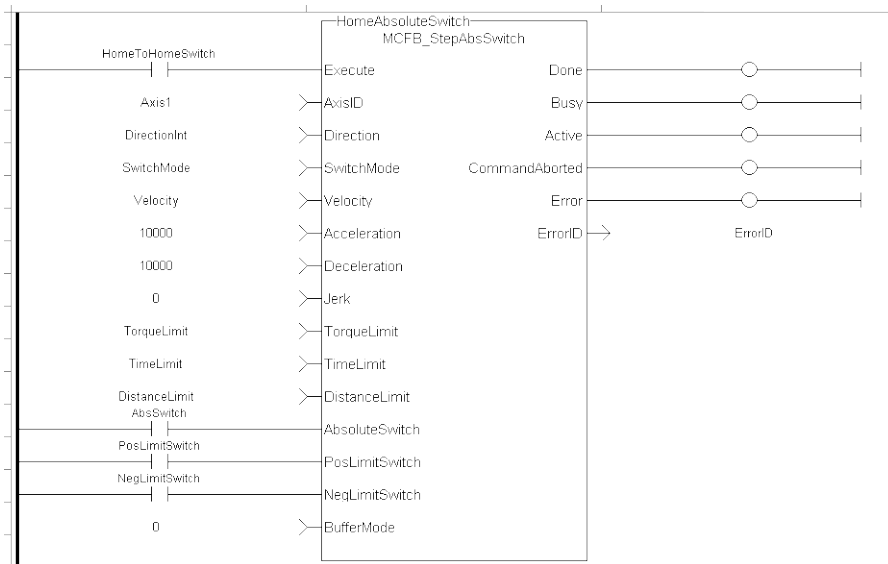 HomeAbsoluteSwitch
MCFB_StepAbsSwitch
HomeToHomeSwitch
Execute Done
Axis1 AxisID Busy
DirectionInt Direction Active
SwitchMode SwitchMode CommandAborted
Velocity Velocity Error
10000 Acceleration ErrorID ErrorID
10000 Deceleration
0 Jerk
TorqueLimit TorqueLimit
TimeLimit TimeLimit
DistanceLimit DistanceLimit
AbsSwitch
AbsoluteSwitch
PosLimitSwitch
PosLimitSwitch
NegLimitSwitch
NegLimitSwitch
0 BufferMode